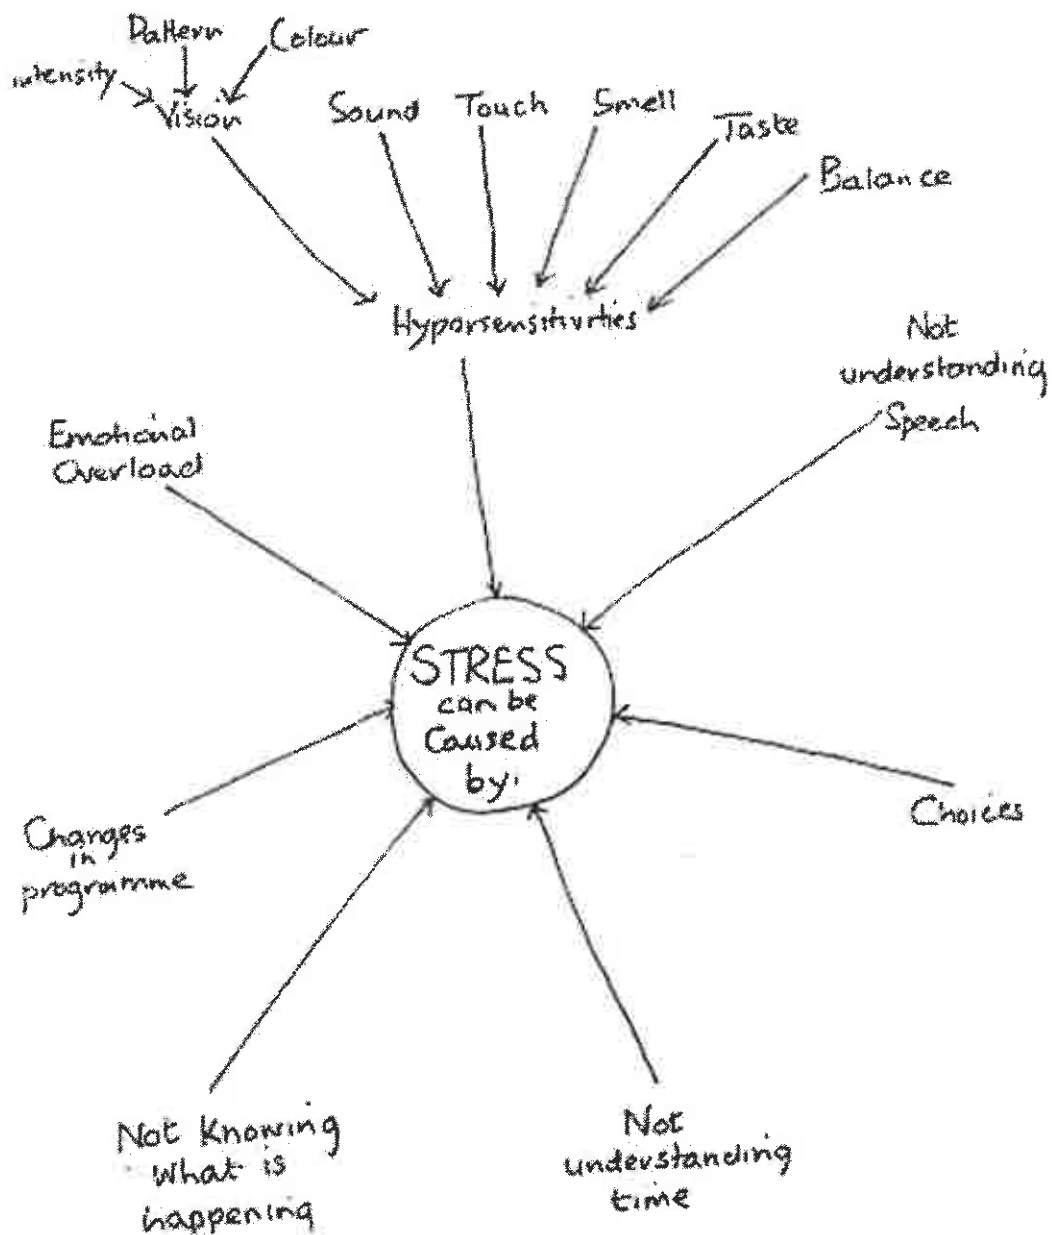 Pattern
Colour
intensity
Vision
Sound
Touch
Smell
Taste
Balance
Hypersensitivities
Not
understanding
Speech
Emotional
Overload
STRESS
can be
Caused
by:
Choices
Changes
in
programme
Not Knowing
What is
happening
Not
understanding
time